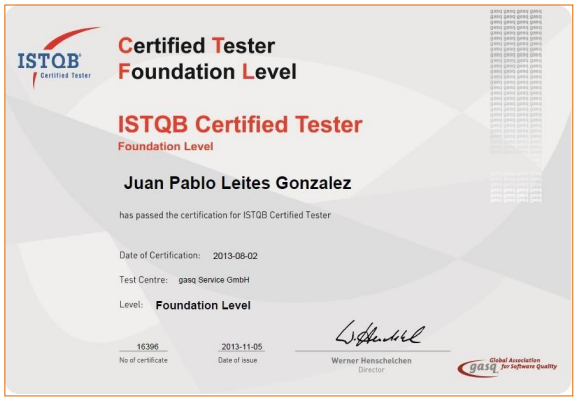 ISTQB®
Certified Tester
Certified Tester
Foundation Level
ISTQB Certified Tester
Foundation Level
Juan Pablo Leites Gonzalez
has passed the certification for ISTQB Certified Tester
Date of Certification: 2013-08-02
Test Centre: gasq Service GmbH
Level: Foundation Level
16396
No of certificate
2013-11-05
Date of issue
Werner Henschelchen
Director
gasq Global Association
for Software Quality